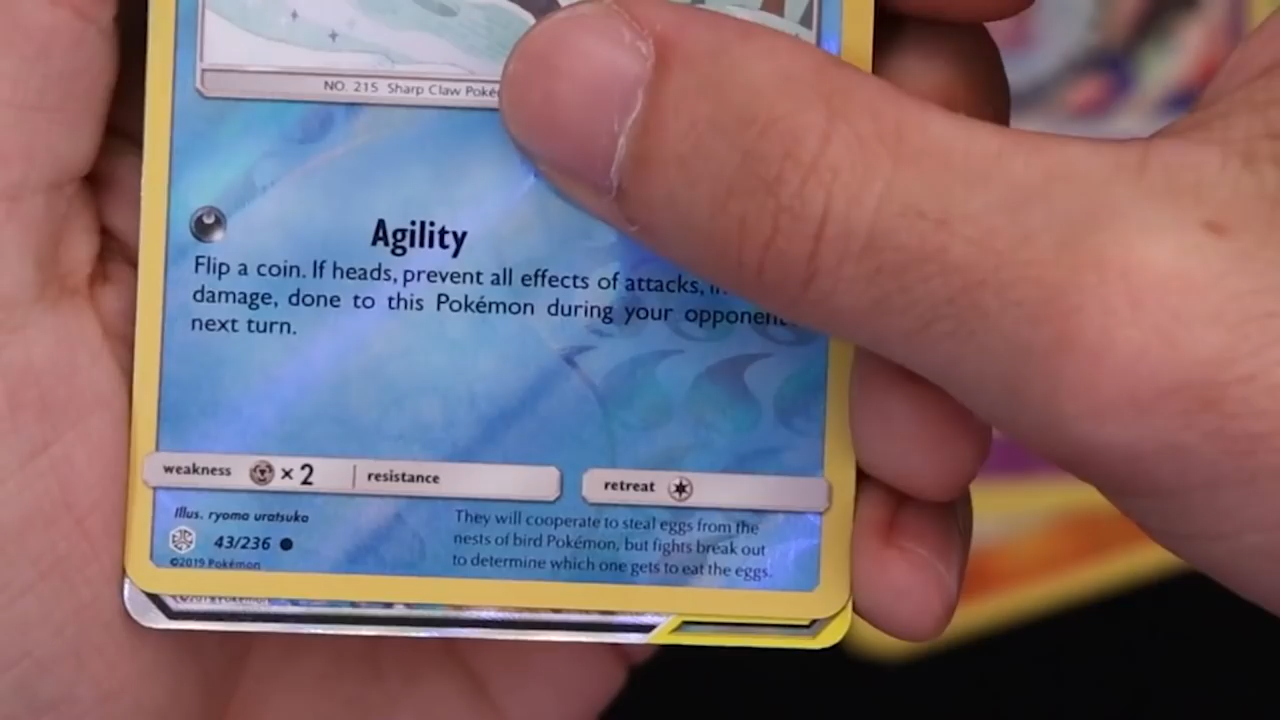 NO. 215 Sharp Claw
Agility
Flip a coin. If heads, prevent all effects of attacks,
damage, done to this Pokémon during your
next turn.
weakness ×2 resistance
retreat
Illus. ryoma uratsuka
43/236
©2019 Pokémon
They will cooperate to steal eggs from the
nests of bird Pokémon, but fights break out
to determine which one gets to eat the eggs.